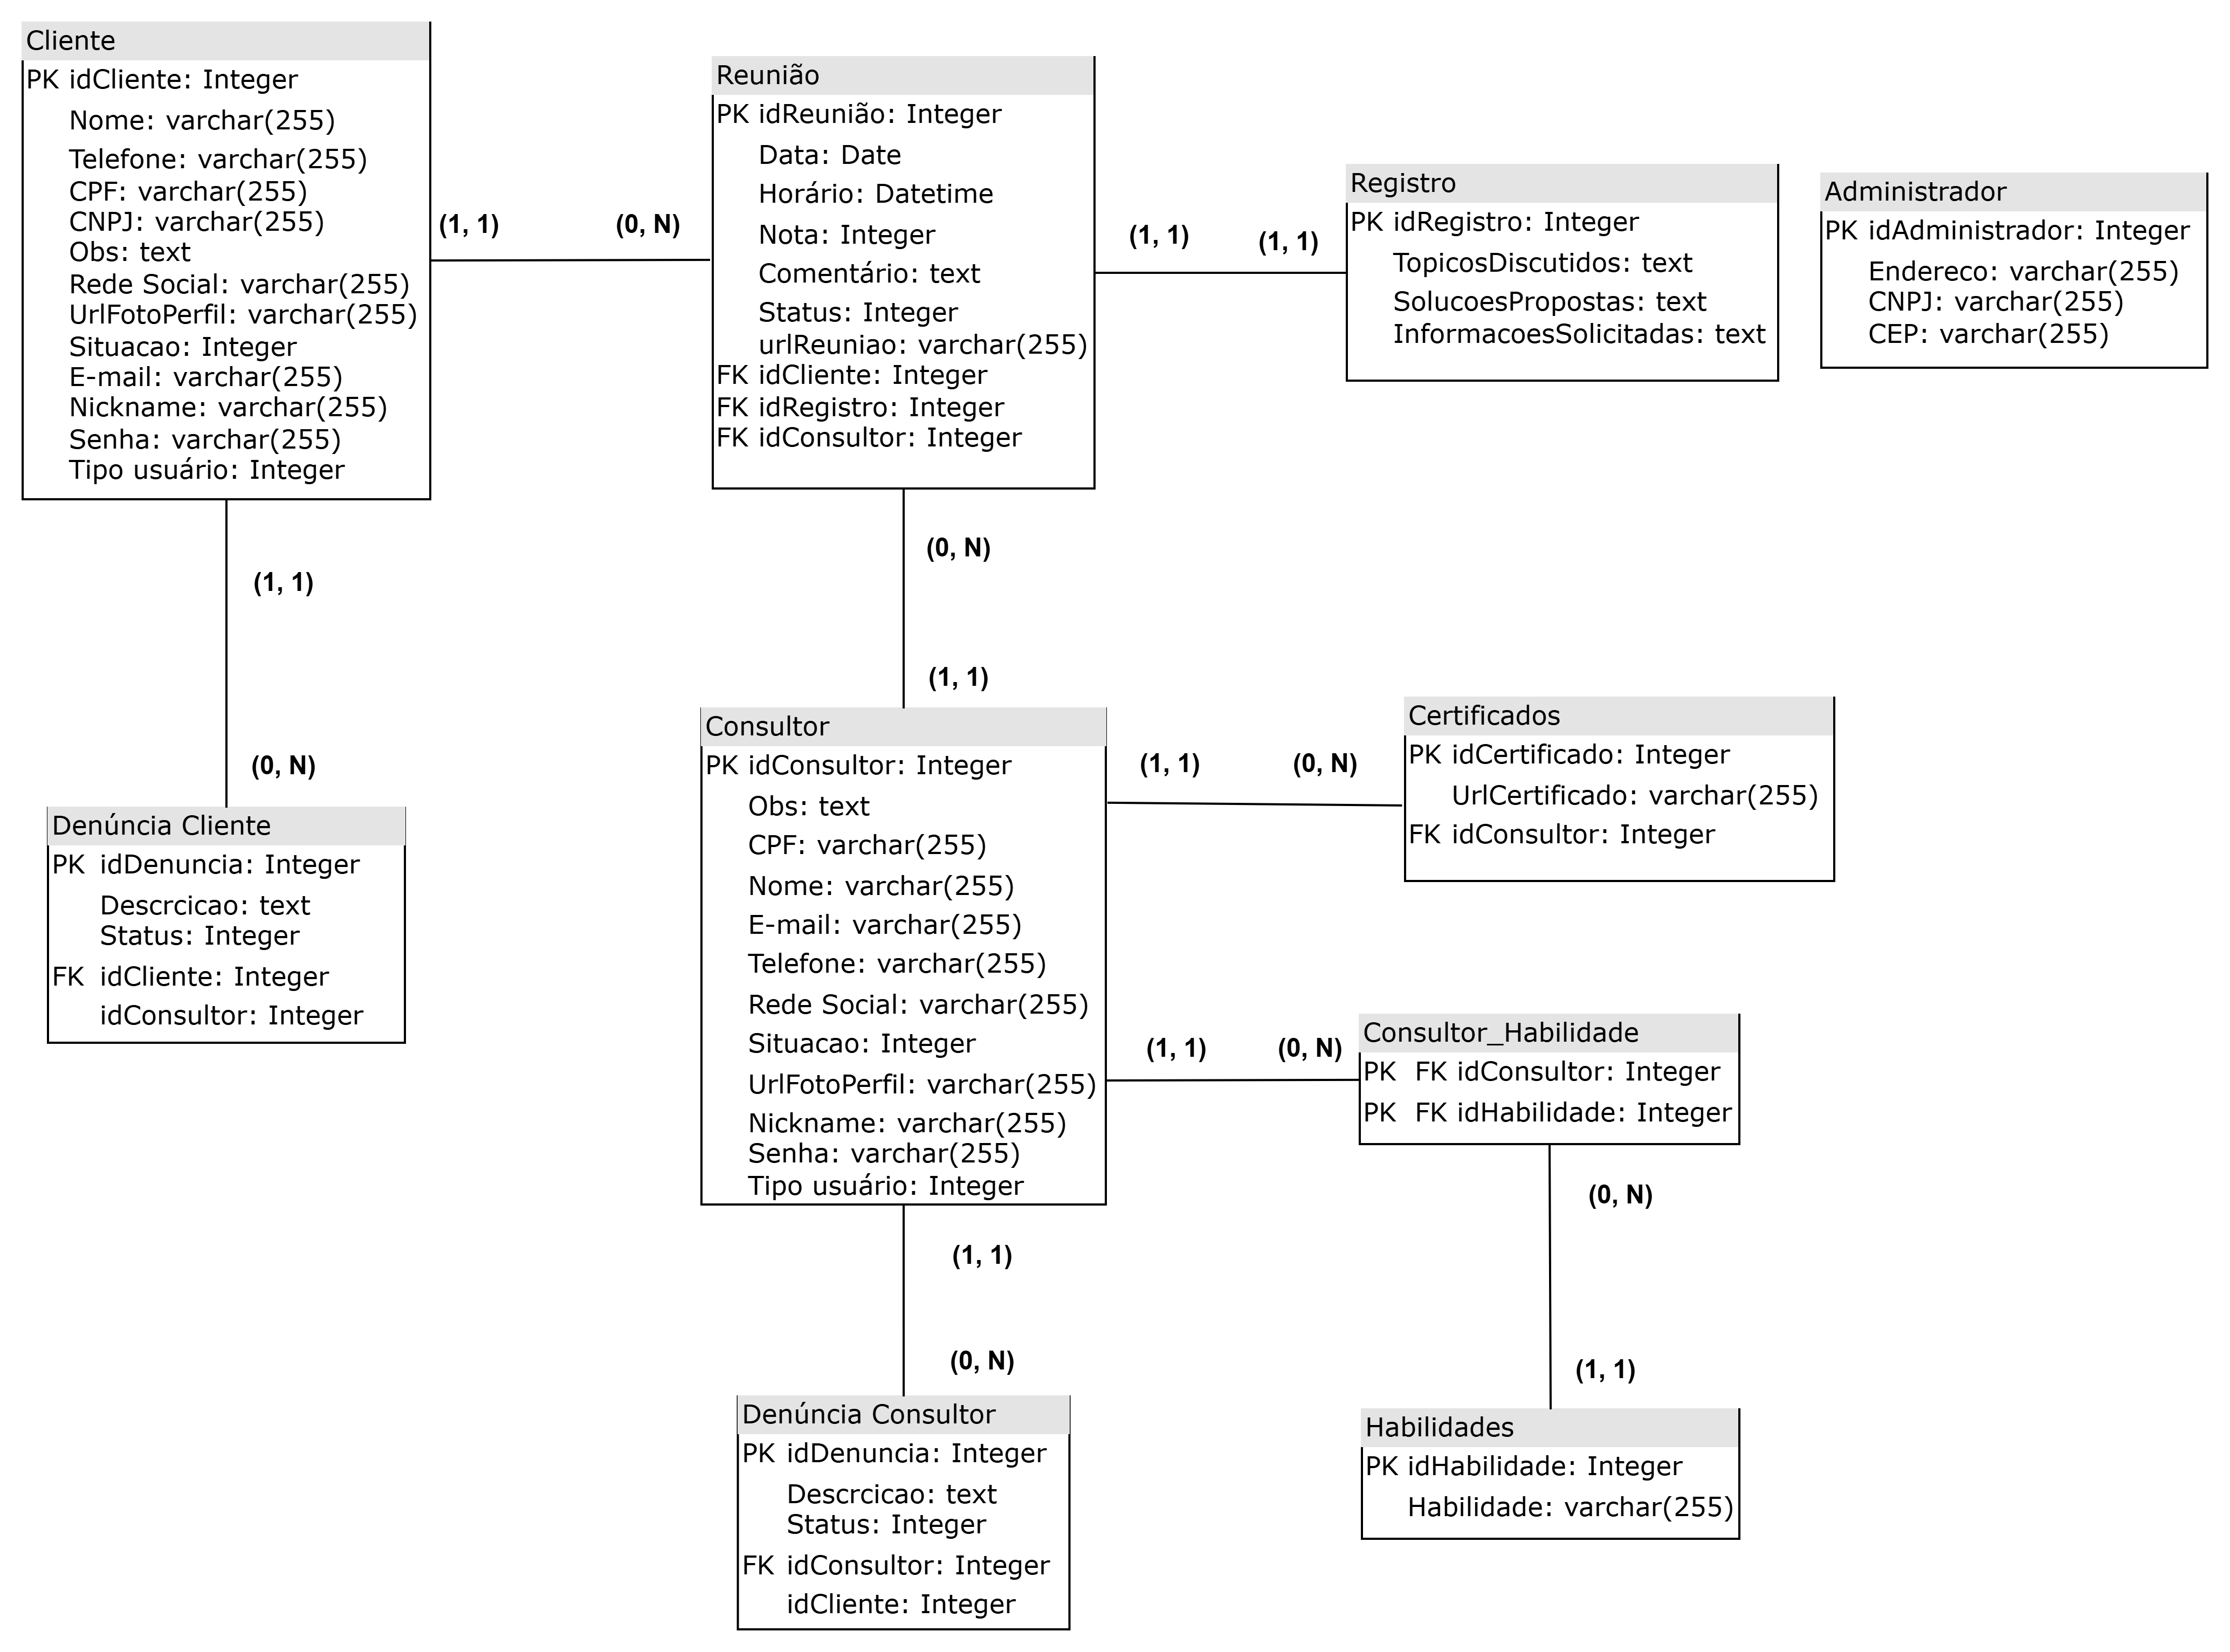 Cliente
PK idCliente: Integer
Nome: varchar(255)
Telefone: varchar(255)
CPF: varchar(255)
CNPJ: varchar(255)
Obs: text
Rede Social: varchar(255)
UrlFotoPerfil: varchar(255)
Situacao: Integer
E-mail: varchar(255)
Nickname: varchar(255)
Senha: varchar(255)
Tipo usuário: Integer
(1, 1)
(0, N)
Reunião
PK idReunião: Integer
Data: Date
Horário: Datetime
Nota: Integer
Comentário: text
Status: Integer
urlReuniao: varchar(255)
FK idCliente: Integer
FK idRegistro: Integer
FK idConsultor: Integer
(1, 1)
(1, 1)
Registro
PK idRegistro: Integer
TopicosDiscutidos: text
SolucoesPropostas: text
InformacoesSolicitadas: text
Administrador
PK idAdministrador: Integer
Endereco: varchar(255)
CNPJ: varchar(255)
CEP: varchar(255)
(1, 1)
(0, N)
Denúncia Cliente
PK idDenuncia: Integer
Descrcicao: text
Status: Integer
FK idCliente: Integer
idConsultor: Integer
(0, N)
(1, 1)
Consultor
PK idConsultor: Integer
Obs: text
CPF: varchar(255)
Nome: varchar(255)
E-mail: varchar(255)
Telefone: varchar(255)
Rede Social: varchar(255)
Situacao: Integer
UrlFotoPerfil: varchar(255)
Nickname: varchar(255)
Senha: varchar(255)
Tipo usuário: Integer
(1, 1)
(0, N)
Certificados
PK idCertificado: Integer
UrlCertificado: varchar(255)
FK idConsultor: Integer
(1, 1)
(0, N)
Consultor_Habilidade
PK FK idConsultor: Integer
PK FK idHabilidade: Integer
(0, N)
(1, 1)
Habilidades
PK idHabilidade: Integer
Habilidade: varchar(255)
(1, 1)
(0, N)
Denúncia Consultor
PK idDenuncia: Integer
Descrcicao: text
Status: Integer
FK idConsultor: Integer
idCliente: Integer